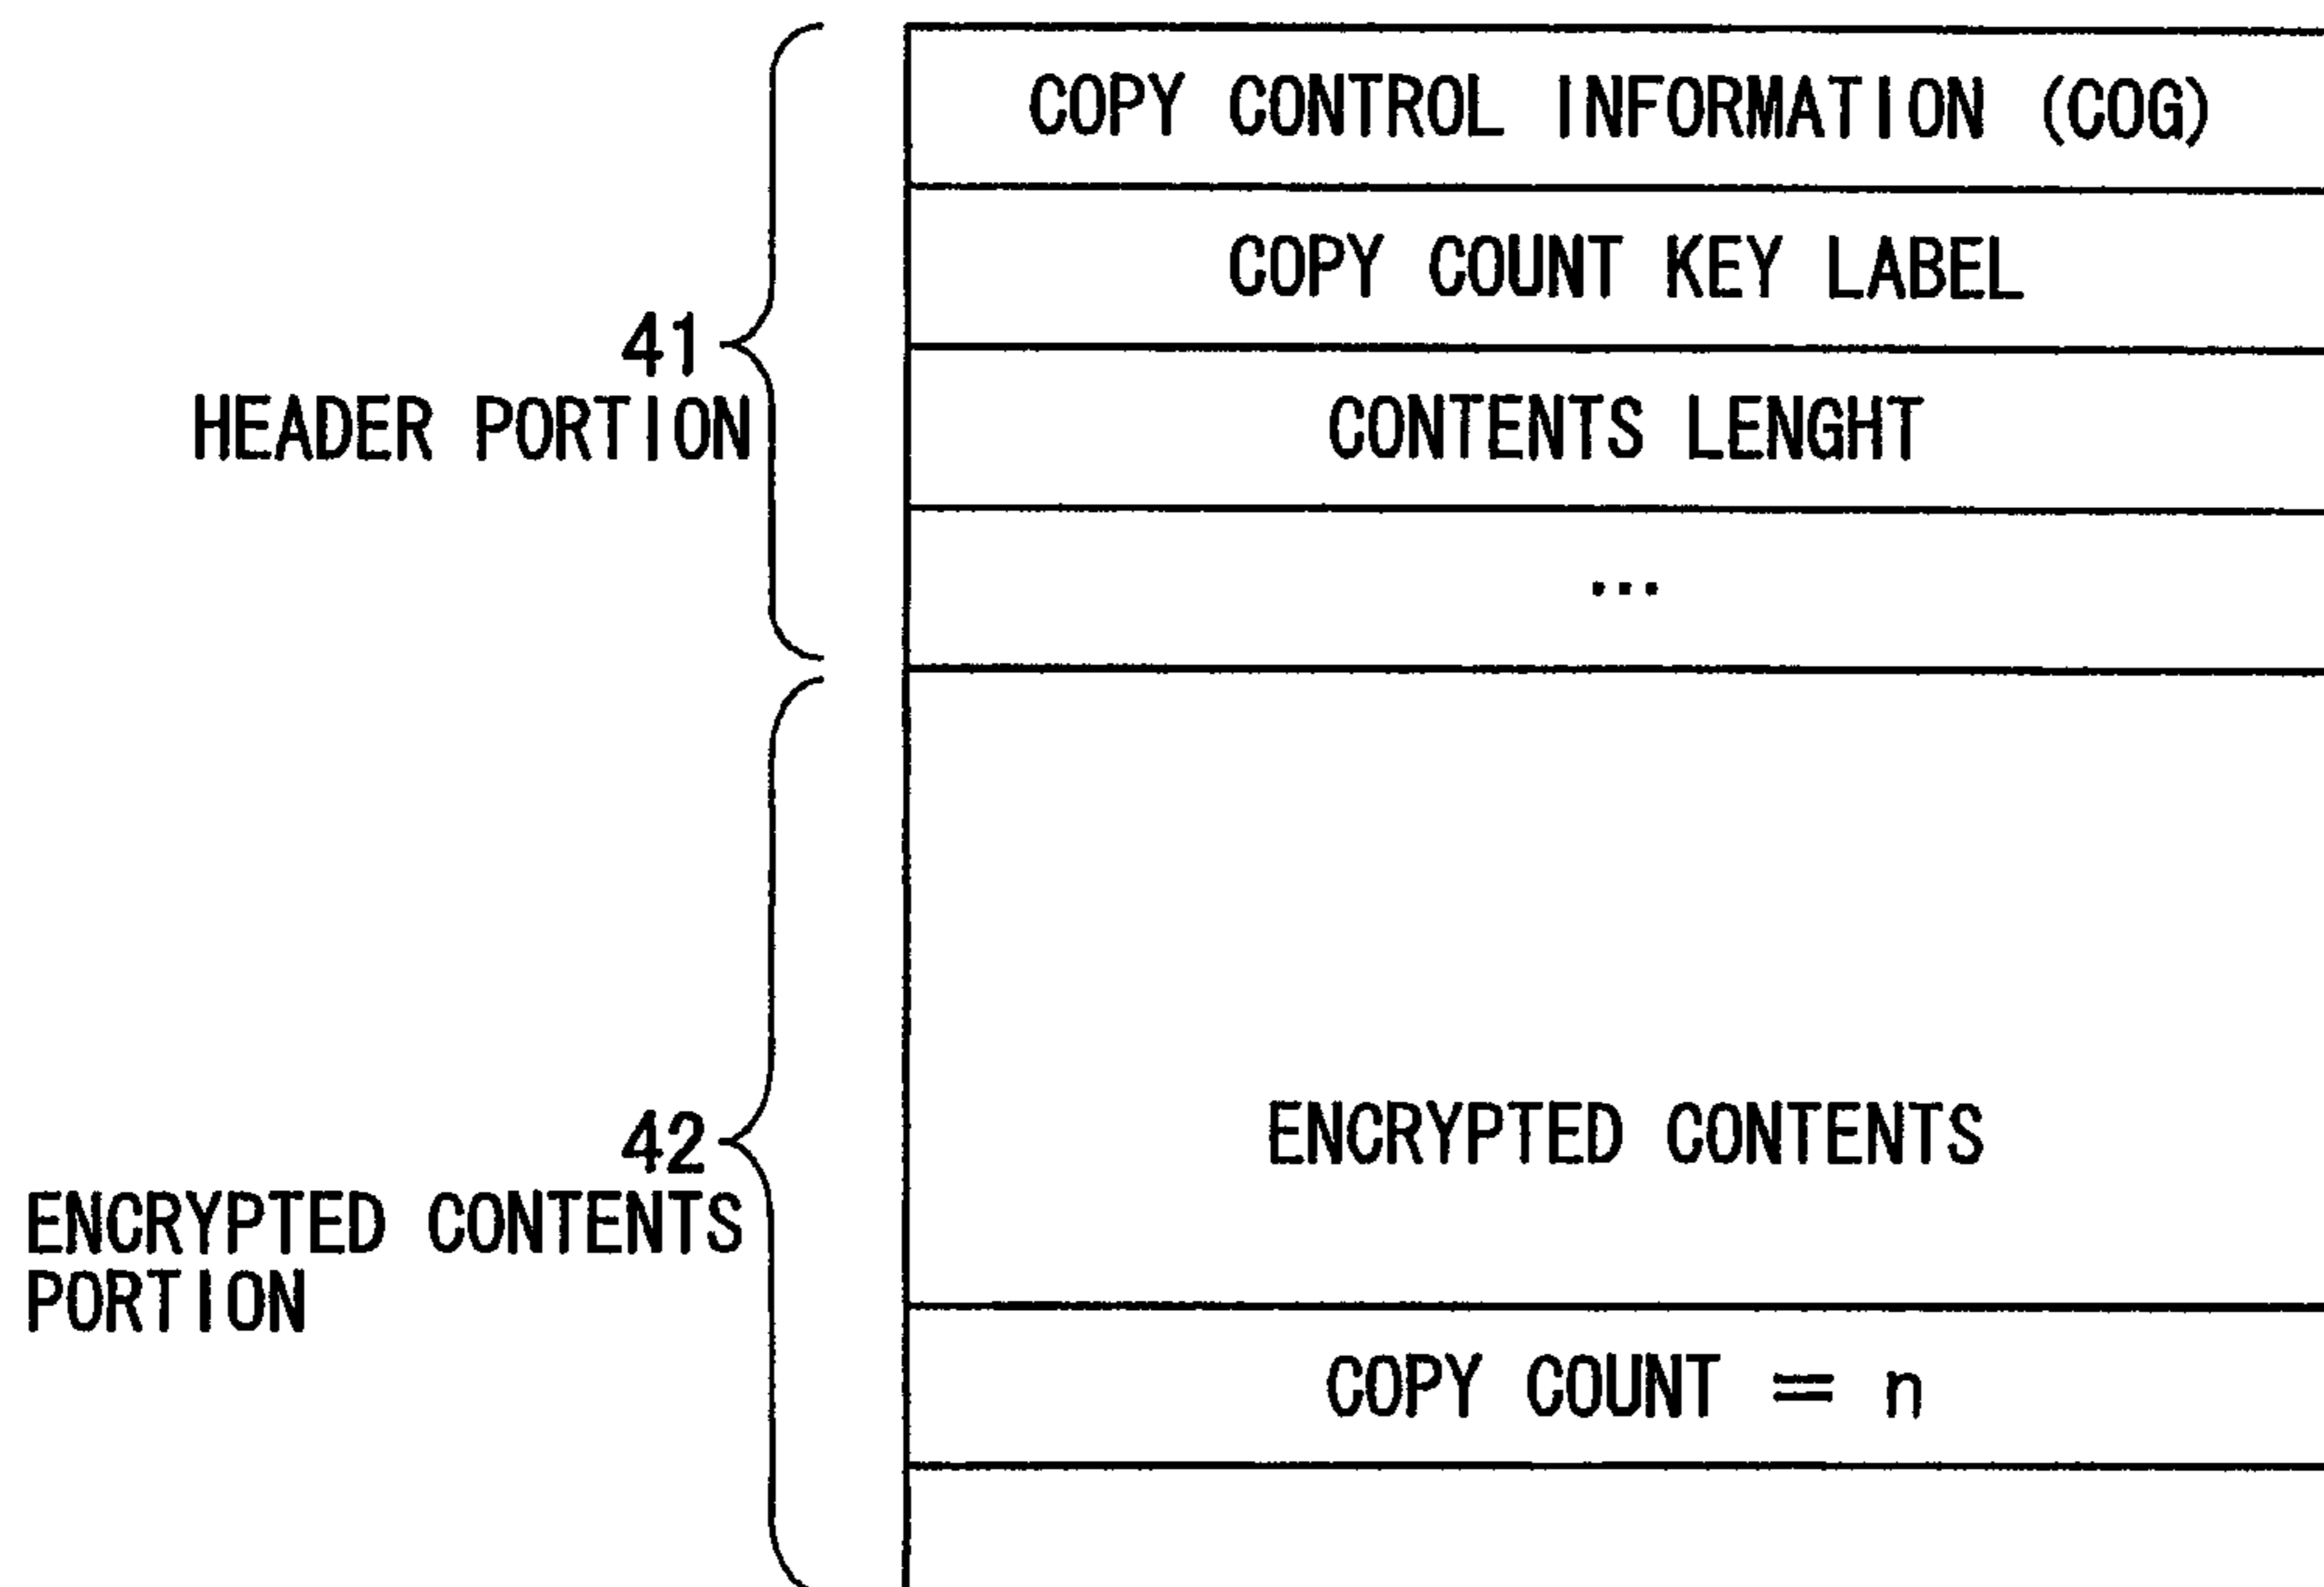 COPY CONTROL INFORMATION (COG)
COPY COUNT KEY LABEL
41
HEADER PORTION
CONTENTS LENGHT
...
ENCRYPTED CONTENTS
42
ENCRYPTED CONTENTS
PORTION
COPY COUNT = n